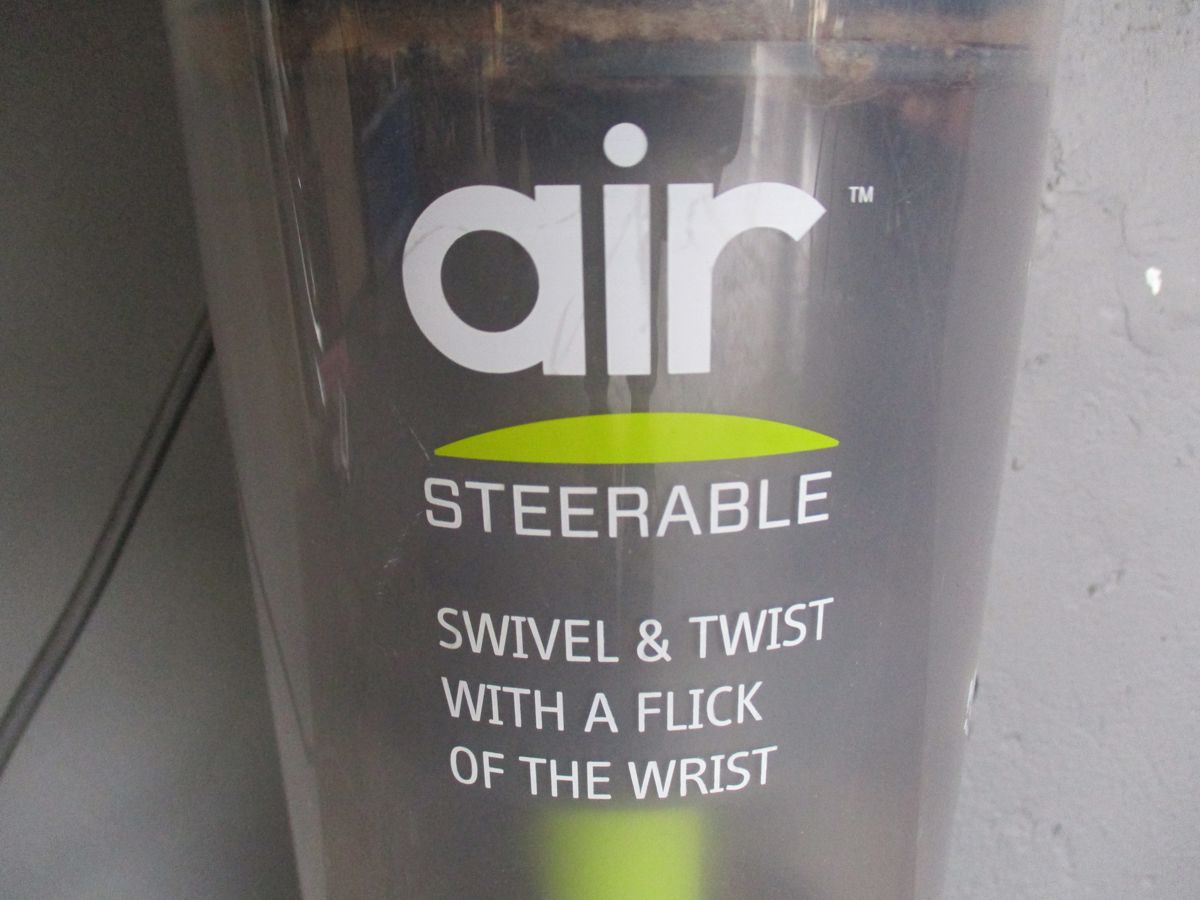 air™
STEERABLE
SWIVEL & TWIST
WITH A FLICK
OF THE WRIST